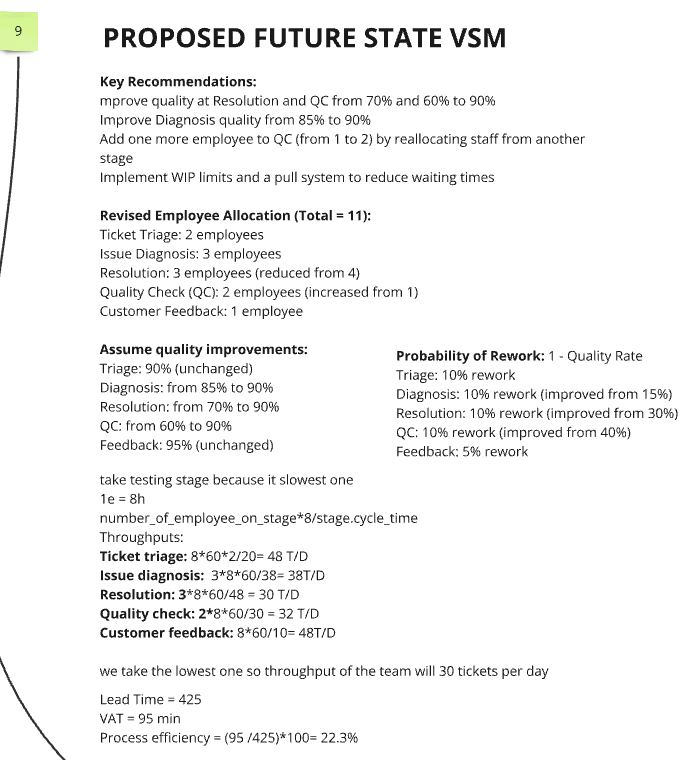 9
PROPOSED FUTURE STATE VSM
Key Recommendations:
mprove quality at Resolution and QC from 70% and 60% to 90%
Improve Diagnosis quality from 85% to 90%
Add one more employee to QC (from 1 to 2) by reallocating staff from another
stage
Implement WIP limits and a pull system to reduce waiting times
Revised Employee Allocation (Total = 11):
Ticket Triage: 2 employees
Issue Diagnosis: 3 employees
Resolution: 3 employees (reduced from 4)
Quality Check (QC): 2 employees (increased from 1)
Customer Feedback: 1 employee
Assume quality improvements:
Triage: 90% (unchanged)
Diagnosis: from 85% to 90%
Resolution: from 70% to 90%
QC: from 60% to 90%
Feedback: 95% (unchanged)
Probability of Rework: 1 - Quality Rate
Triage: 10% rework
Diagnosis: 10% rework (improved from 15%)
Resolution: 10% rework (improved from 30%)
QC: 10% rework (improved from 40%)
Feedback: 5% rework
take testing stage because it slowest one
1e = 8h
number_of_employee_on_stage*8/stage.cycle_time
Throughputs:
Ticket triage: 8*60*2/20= 48 T/D
Issue diagnosis:  3*8*60/38= 38T/D
Resolution: 3*8*60/48 = 30 T/D
Quality check: 2*8*60/30 = 32 T/D
Customer feedback: 8*60/10= 48T/D
we take the lowest one so throughput of the team will 30 tickets per day
Lead Time = 425
VAT = 95 min
Process efficiency = (95 /425)*100= 22.3%